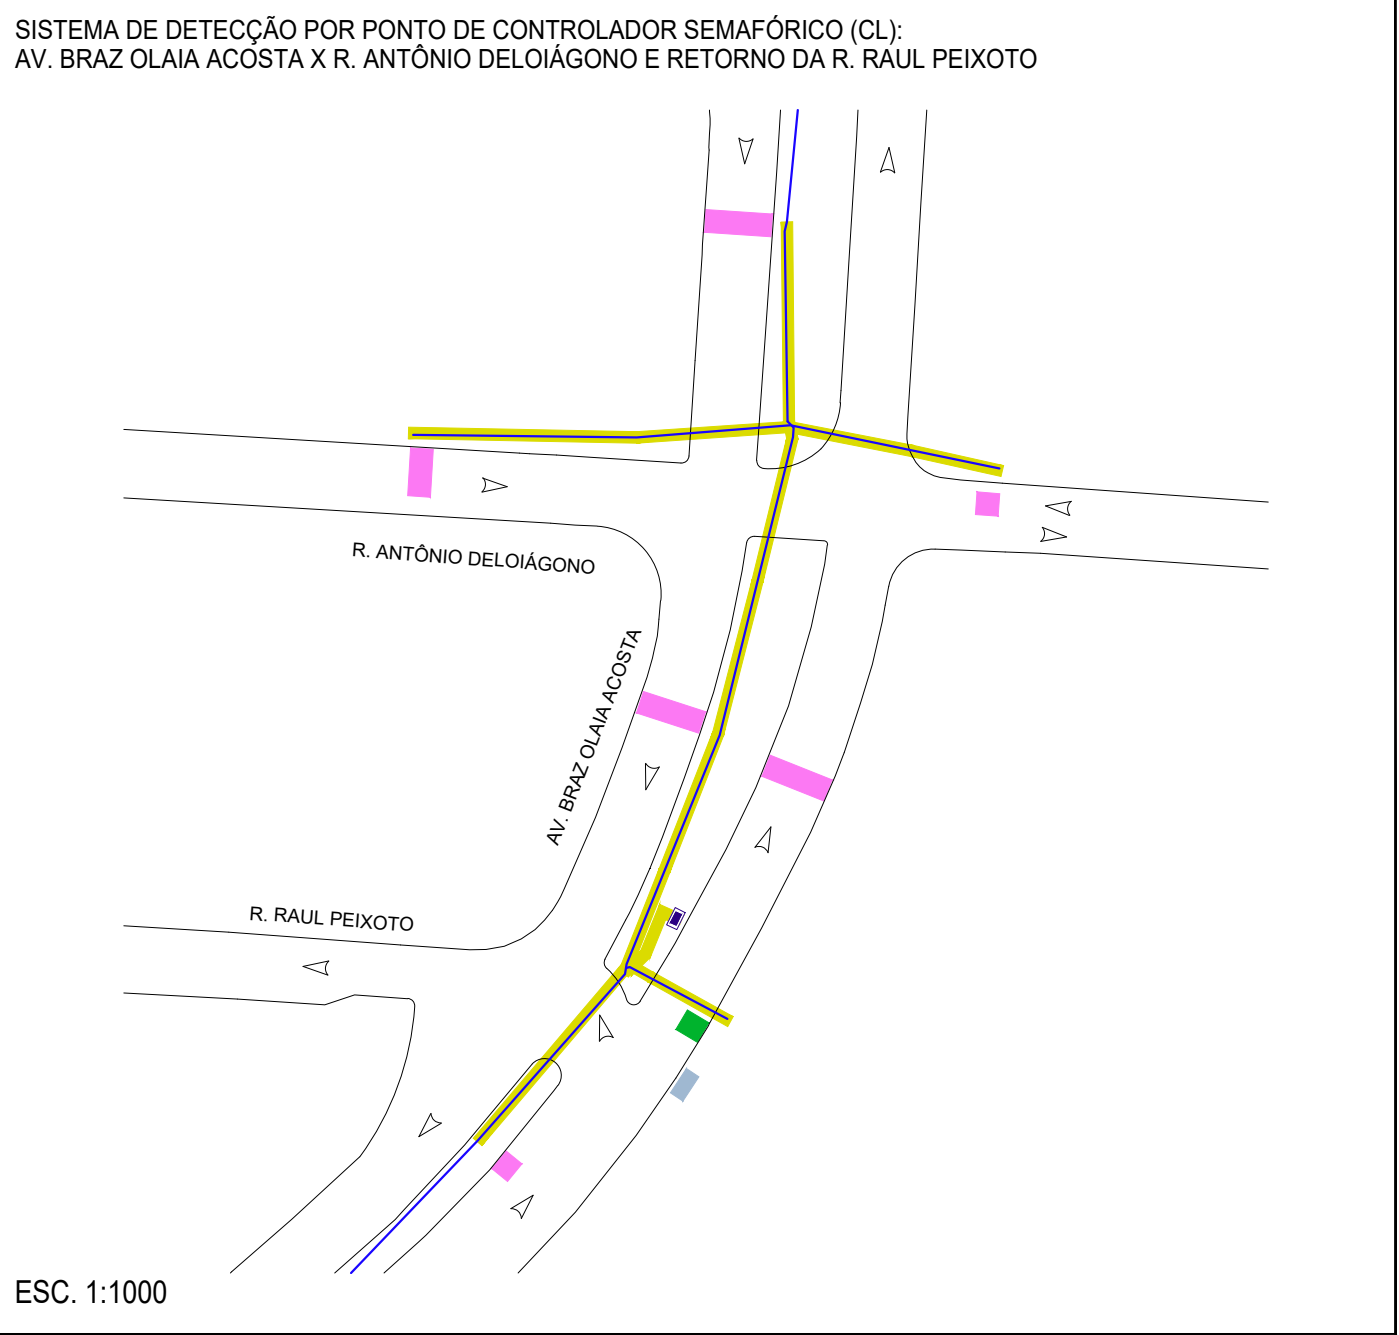 SISTEMA DE DETECÇÃO POR PONTO DE CONTROLADOR SEMAFÓRICO (CL):
AV. BRAZ OLAIA ACOSTA X R. ANTÔNIO DELOIÁGONO E RETORNO DA R. RAUL PEIXOTO
R. ANTÔNIO DELOIÁGONO
AV. BRAZ OLAIA ACOSTA
R. RAUL PEIXOTO
ESC. 1:1000